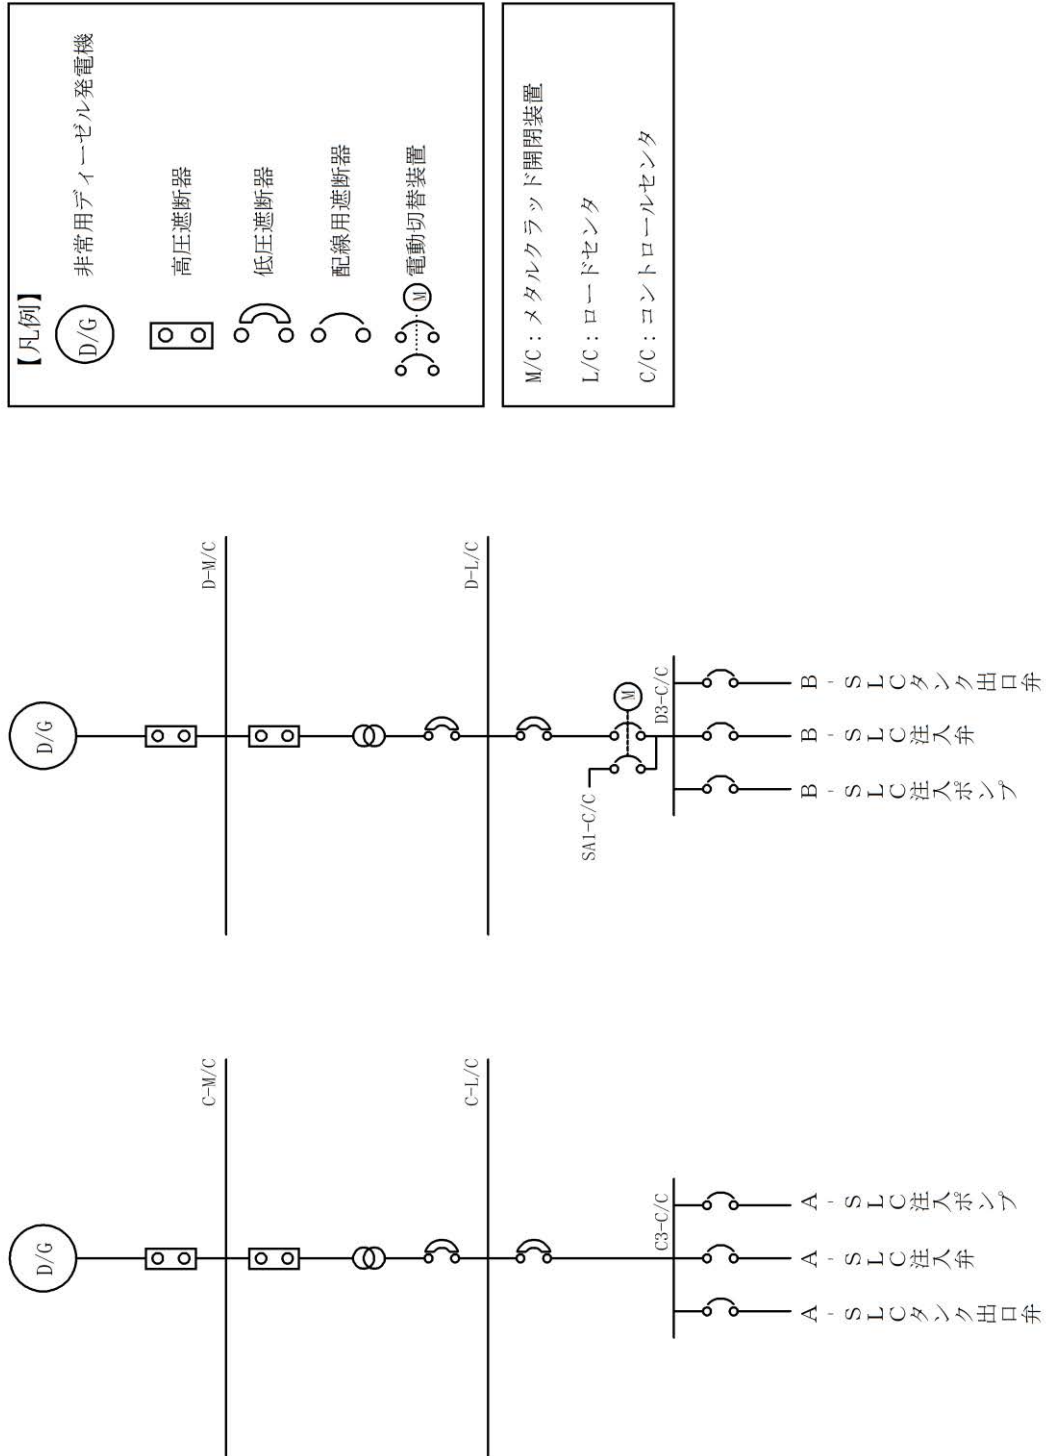 D/G
C-M/C
C-L/C
C3-C/C
A-SLCタンク出口弁
A-SLC注入弁
A-SLC注入ポンプ
D/G
D-M/C
D-L/C
SA1-C/C
M
D3-C/C
B-SLC注入ポンプ
B-SLC注入弁
B-SLCタンク出口弁
【凡例】
D/G 非常用ディーゼル発電機
高圧遮断器
低圧遮断器
配線用遮断器
M 電動切替装置
M/C:メタルクラッド開閉装置
L/C:ロードセンタ
C/C:コントロールセンタ